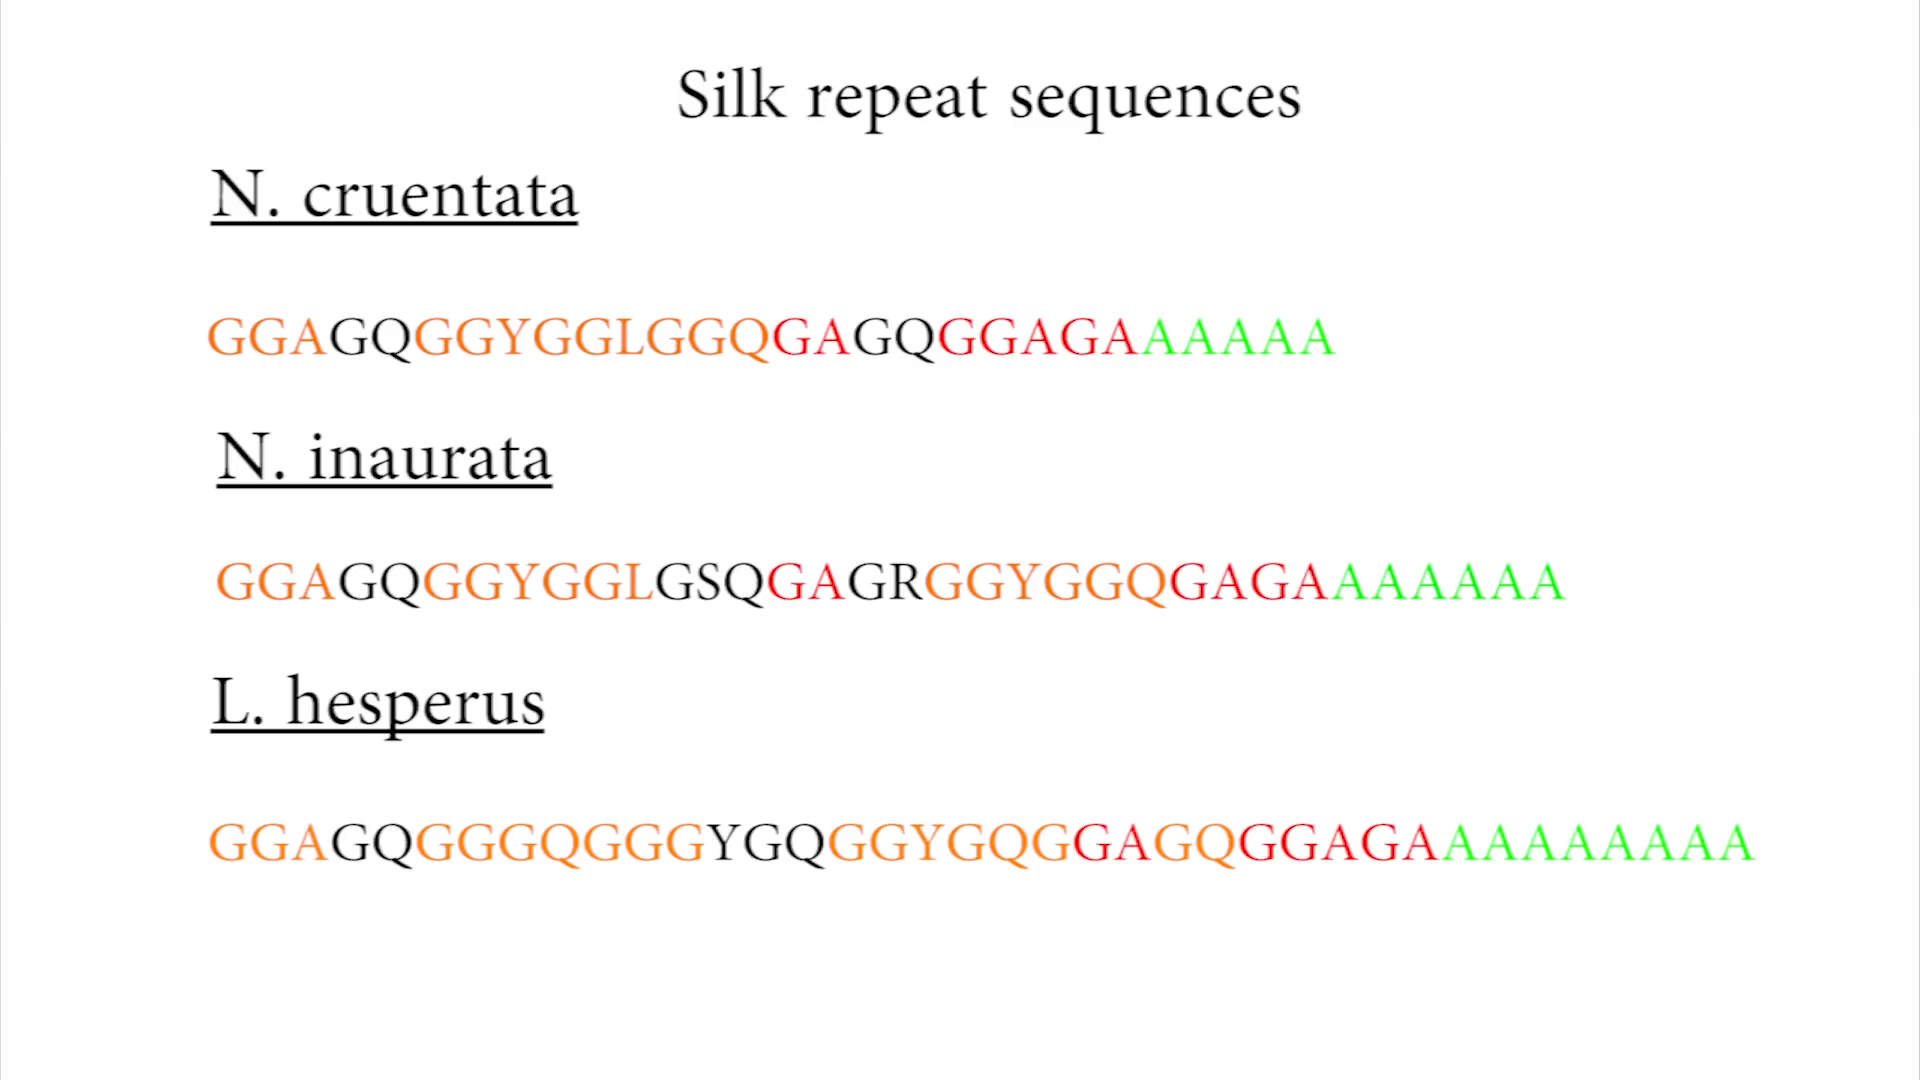 Silk repeat sequences
N. cruentata
GGAGQGGYGGLGGQGAGQGGAGAAAAAA
N. inaurata
GGAGQGGYGGLGSQGAGRGGYGGQGAGAAAAAAA
L. hesperus
GGAGQGGGQGGGYGQGGYGQGGAGQGGAGAAAAAAAAA